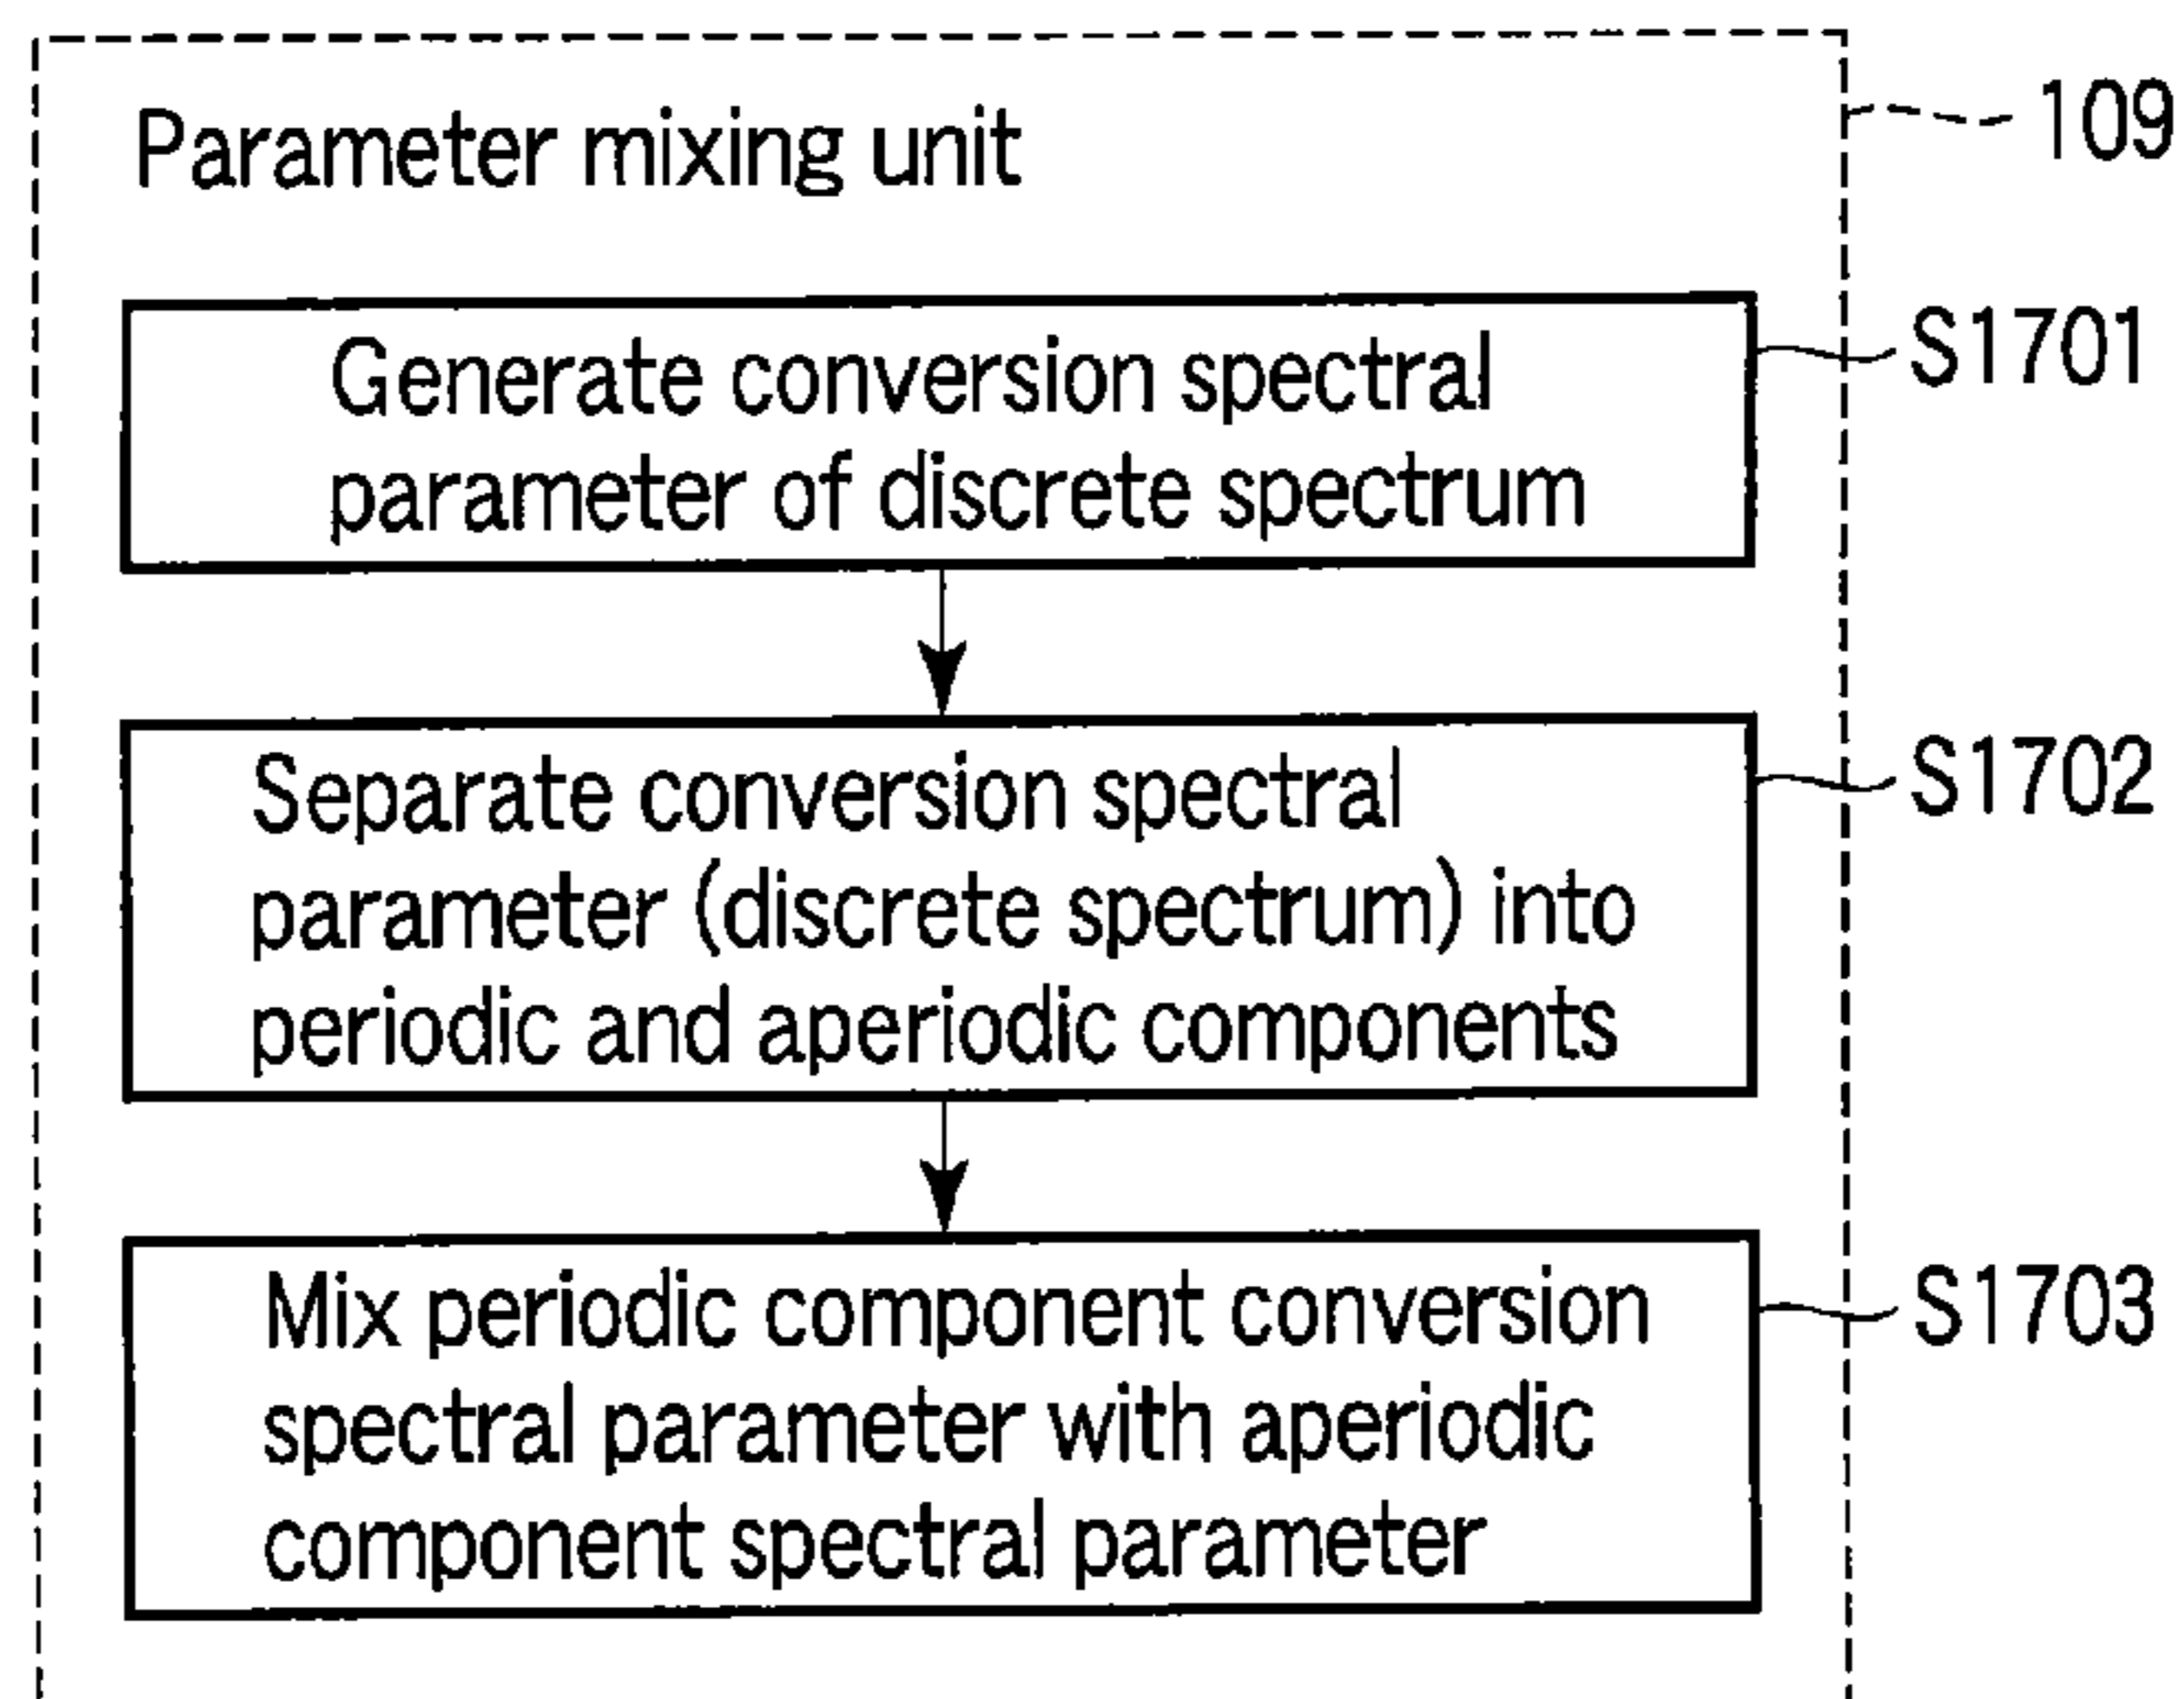 Parameter mixing unit
109
Generate conversion spectral
parameter of discrete spectrum
S1701
Separate conversion spectral
parameter (discrete spectrum) into
periodic and aperiodic components
S1702
Mix periodic component conversion
spectral parameter with aperiodic
component spectral parameter
S1703